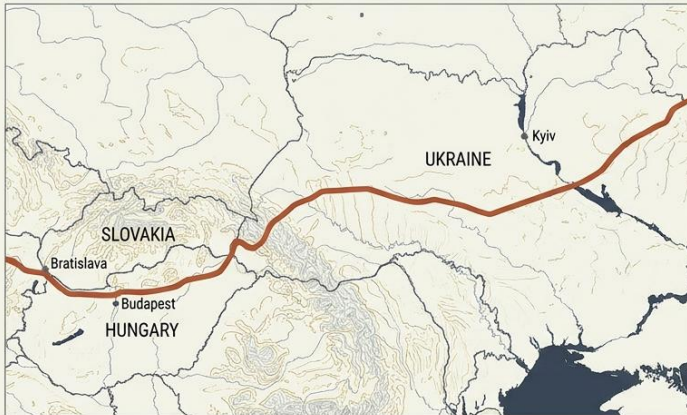 Kyiv
UKRAINE
SLOVAKIA
Bratislava
Budapest
HUNGARY